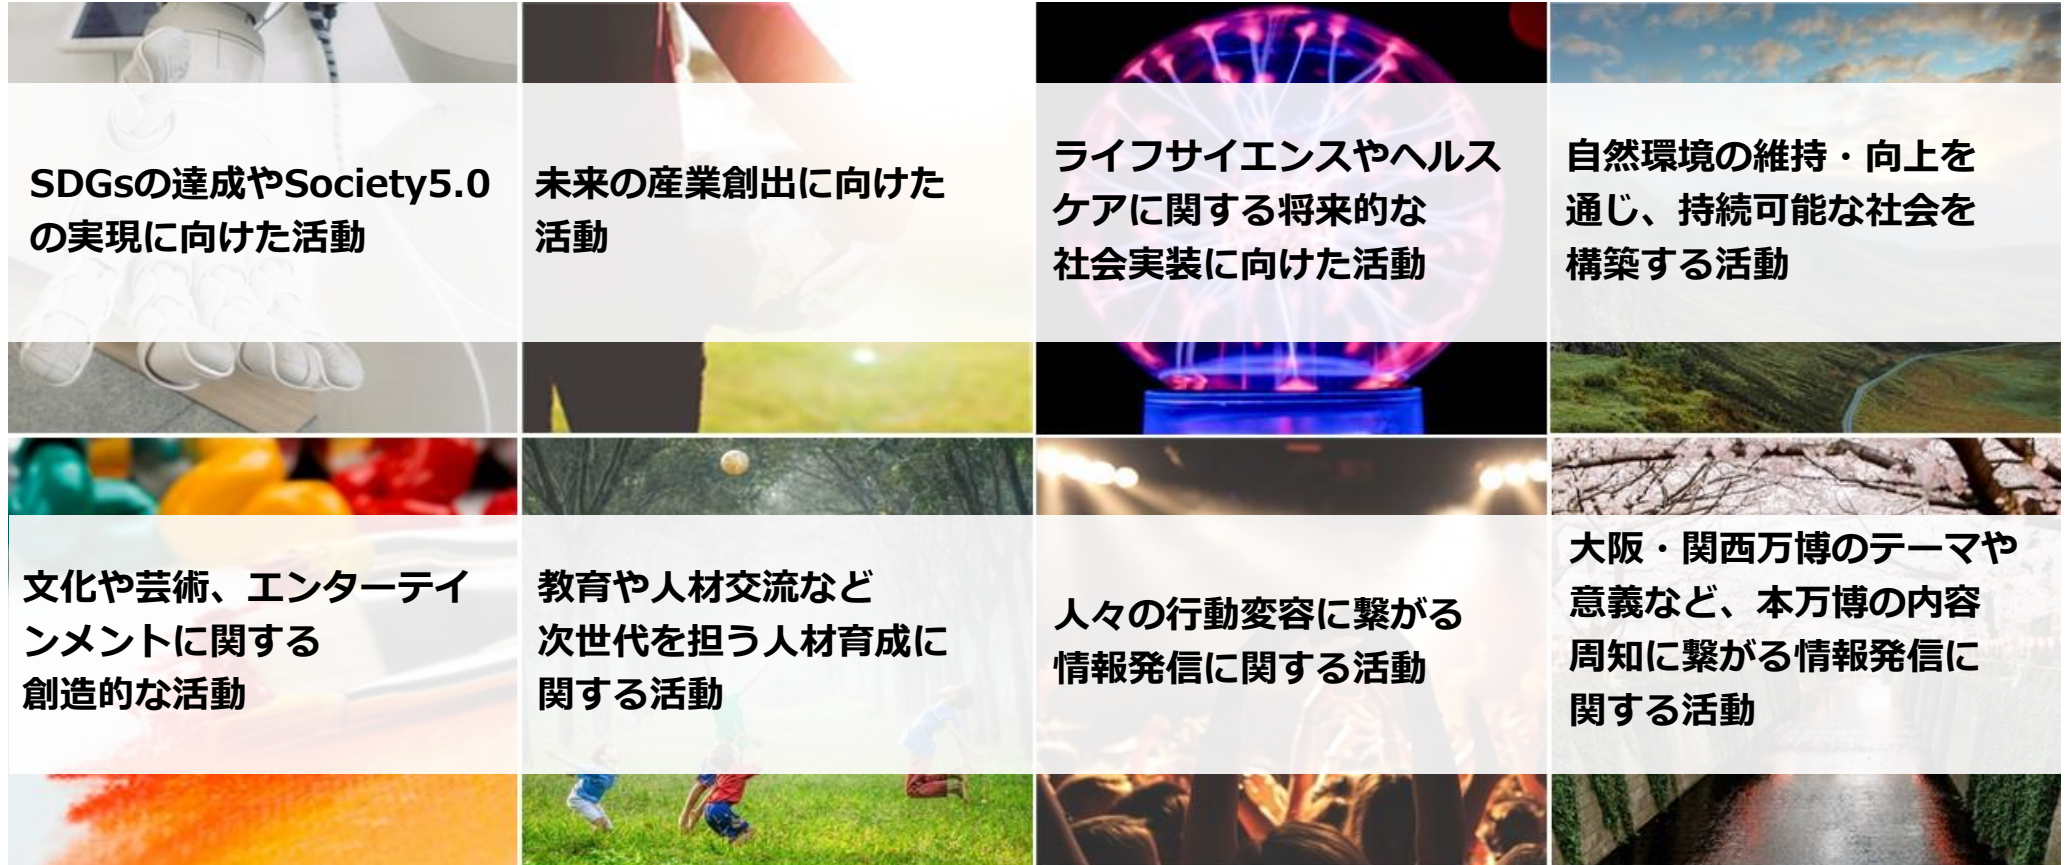 SDGsの達成やSociety5.0
の実現に向けた活動
未来の産業創出に向けた
活動
ライフサイエンスやヘルス
ケアに関する将来的な
社会実装に向けた活動
自然環境の維持・向上を
通じ、持続可能な社会を
構築する活動
文化や芸術、エンターテイ
ンメントに関する
創造的な活動
教育や人材交流など
次世代を担う人材育成に
関する活動
人々の行動変容に繋がる
情報発信に関する活動
大阪・関西万博のテーマや
意義など、本万博の内容
周知に繋がる情報発信に
関する活動